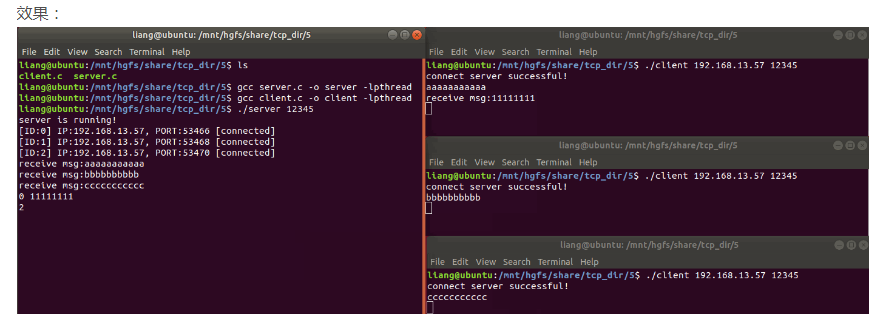 效果：
liang@ubuntu: /mnt/hgfs/share/tcp_dir/5
File Edit View Search Terminal Help
liang@ubuntu:/mnt/hgfs/share/tcp_dir/5$ ls
client.c server.c
liang@ubuntu:/mnt/hgfs/share/tcp_dir/5$ gcc server.c -o server -lpthread
liang@ubuntu:/mnt/hgfs/share/tcp_dir/5$ gcc client.c -o client -lpthread
liang@ubuntu:/mnt/hgfs/share/tcp_dir/5$ ./server 12345
server is running!
[ID:0] IP:192.168.13.57, PORT:53466 [connected]
[ID:1] IP:192.168.13.57, PORT:53468 [connected]
[ID:2] IP:192.168.13.57, PORT:53470 [connected]
receive msg:aaaaaaaaaaa
receive msg:bbbbbbbbbb
receive msg:ccccccccccc
0 11111111
2
liang@ubuntu: /mnt/hgfs/share/tcp_dir/5
File Edit View Search Terminal Help
liang@ubuntu:/mnt/hgfs/share/tcp_dir/5$ ./client 192.168.13.57 12345
connect server successful!
aaaaaaaaaaa
receive msg:11111111
liang@ubuntu: /mnt/hgfs/share/tcp_dir/5
File Edit View Search Terminal Help
liang@ubuntu:/mnt/hgfs/share/tcp_dir/5$ ./client 192.168.13.57 12345
connect server successful!
bbbbbbbbbb
liang@ubuntu: /mnt/hgfs/share/tcp_dir/5
File Edit View Search Terminal Help
liang@ubuntu:/mnt/hgfs/share/tcp_dir/5$ ./client 192.168.13.57 12345
connect server successful!
ccccccccccc